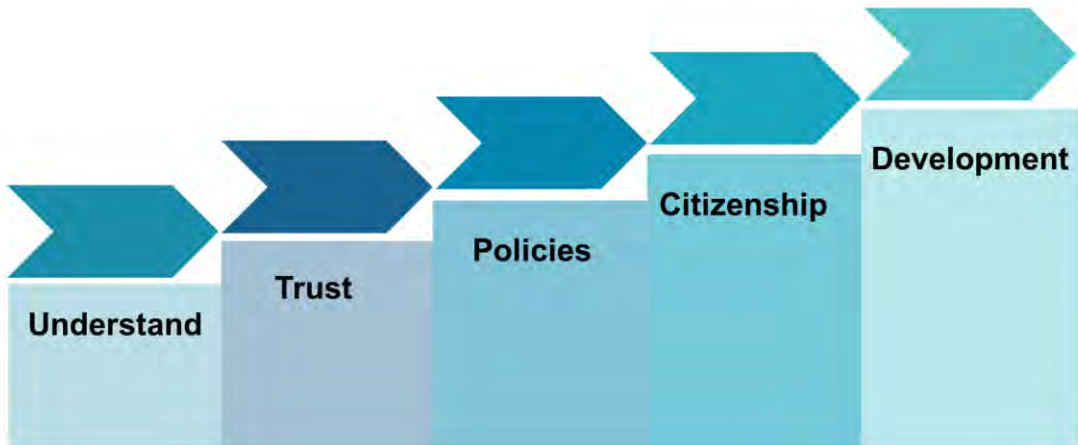 Understand
Trust
Policies
Citizenship
Development